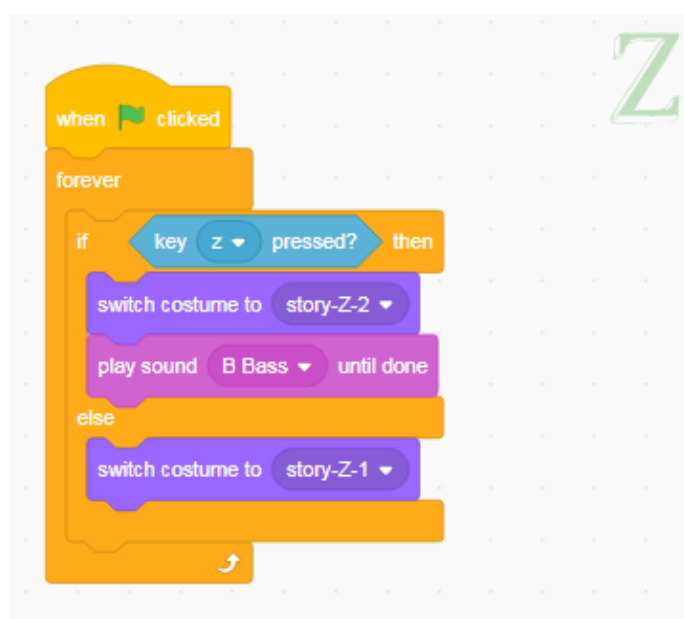 Z
when clicked
forever
if key z pressed? then
switch costume to story-Z-2
play sound B Bass until done
else
switch costume to story-Z-1